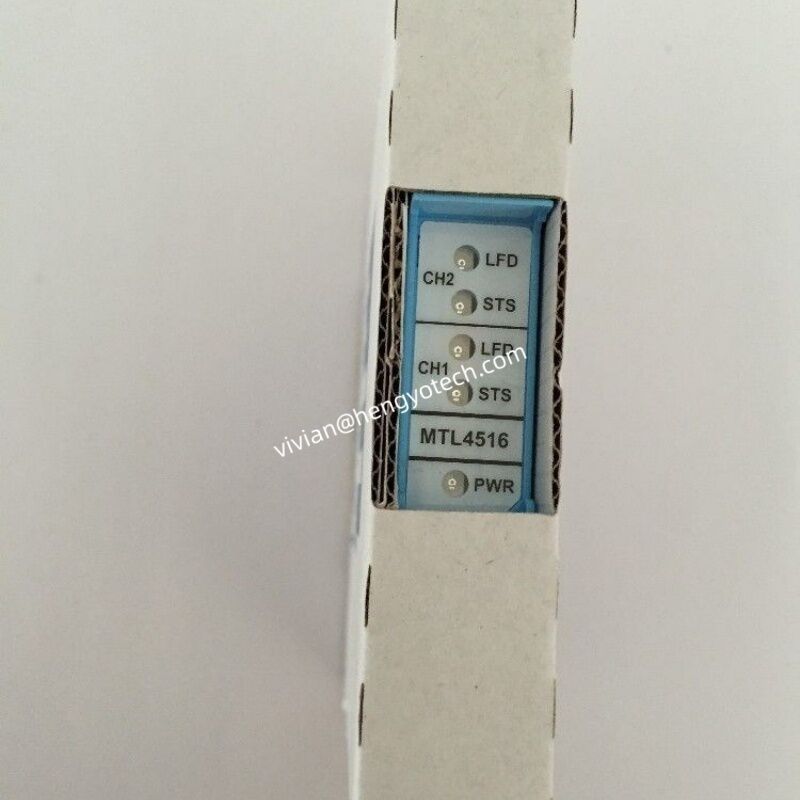 LFD
CH2
STS
LFD
CH1
STS
vivian@hengyotech.com
MTL4516
PWR